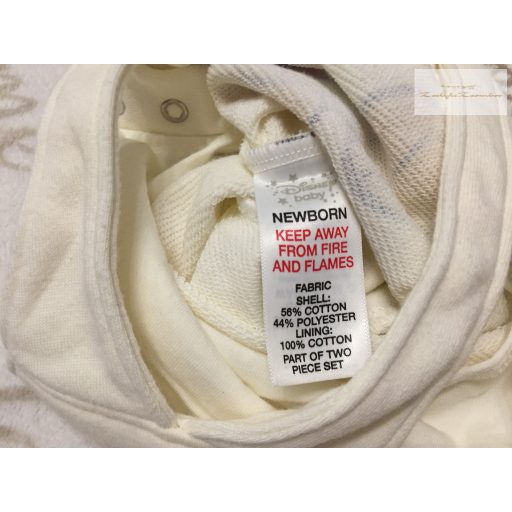 Disney
baby
NEWBORN
KEEP AWAY
FROM FIRE
AND FLAMES
FABRIC
SHELL:
56% COTTON
44% POLYESTER
LINING:
100% COTTON
PART OF TWO
PIECE SET